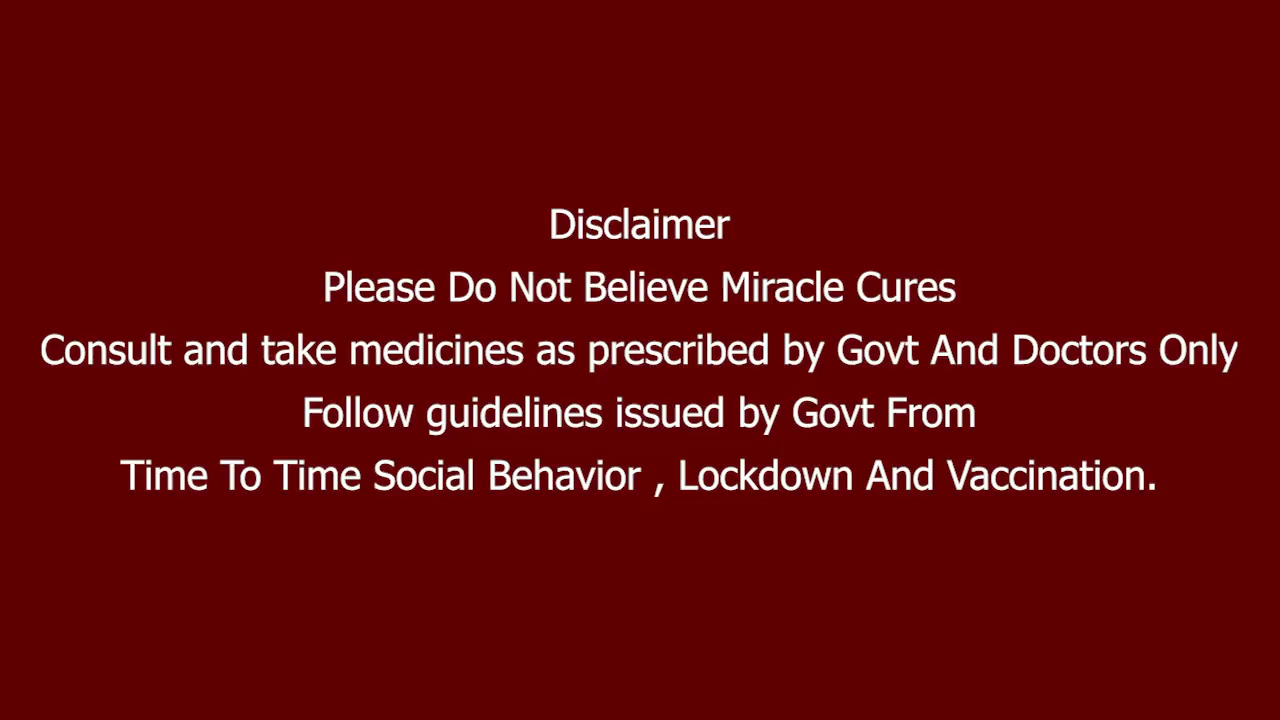 Disclaimer
Please Do Not Believe Miracle Cures
Consult and take medicines as prescribed by Govt And Doctors Only
Follow guidelines issued by Govt From
Time To Time Social Behavior , Lockdown And Vaccination.